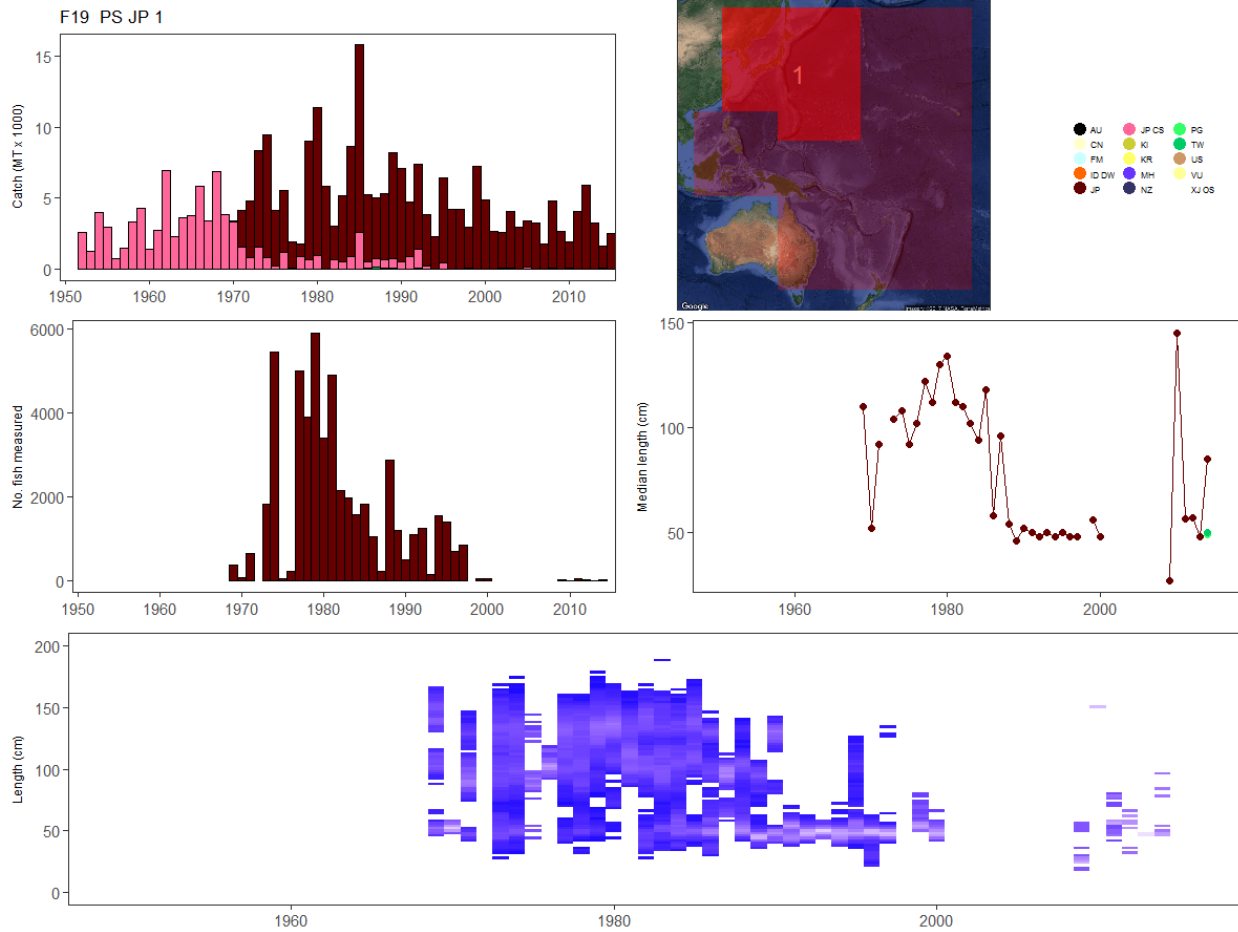 F19 PS JP 1
Catch (MT x 1000)
15
10
5
0
1950 1960 1970 1980 1990 2000 2010
1
Google
AU JP CS PG
CN KI TW
FM KR US
ID DW MH VU
JP NZ XJ OS
No. fish measured
6000
4000
2000
0
1950 1960 1970 1980 1990 2000 2010
Median length (cm)
150
100
50
1960 1980 2000
Length (cm)
200
150
100
50
0
1960 1980 2000